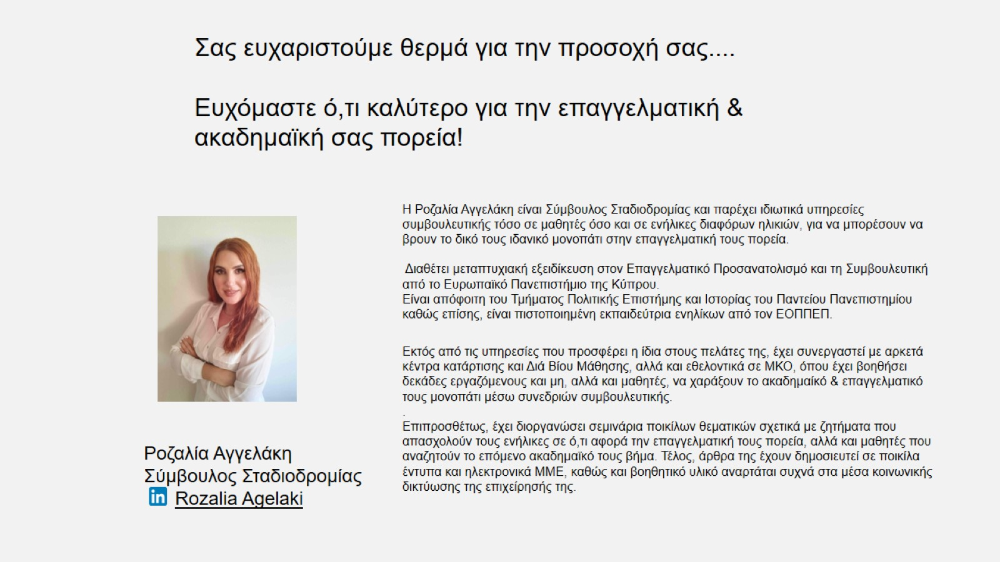 Σας ευχαριστούμε θερμά για την προσοχή σας....
Ευχόμαστε ό,τι καλύτερο για την επαγγελματική &
ακαδημαϊκή σας πορεία!
Η Ροζαλία Αγγελάκη είναι Σύμβουλος Σταδιοδρομίας και παρέχει ιδιωτικά υπηρεσίες
συμβουλευτικής τόσο σε μαθητές όσο και σε ενήλικες διαφόρων ηλικιών, για να μπορέσουν να
βρουν το δικό τους ιδανικό μονοπάτι στην επαγγελματική τους πορεία.
Διαθέτει μεταπτυχιακή εξειδίκευση στον Επαγγελματικό Προσανατολισμό και τη Συμβουλευτική
από το Ευρωπαϊκό Πανεπιστήμιο της Κύπρου.
Είναι απόφοιτη του Τμήματος Πολιτικής Επιστήμης και Ιστορίας του Παντείου Πανεπιστημίου
καθώς επίσης, είναι πιστοποιημένη εκπαιδεύτρια ενηλίκων από τον ΕΟΠΠΕΠ.
Εκτός από τις υπηρεσίες που προσφέρει η ίδια στους πελάτες της, έχει συνεργαστεί με αρκετά
κέντρα κατάρτισης και Διά Βίου Μάθησης, αλλά και εθελοντικά σε ΜΚΟ, όπου έχει βοηθήσει
δεκάδες εργαζόμενους και μη, αλλά και μαθητές, να χαράξουν το ακαδημαίκό & επαγγελματικό
τους μονοπάτι μέσω συνεδριών συμβουλευτικής.
.
Επιπροσθέτως, έχει διοργανώσει σεμινάρια ποικίλων θεματικών σχετικά με ζητήματα που
απασχολούν τους ενήλικες σε ό,τι αφορά την επαγγελματική τους πορεία, αλλά και μαθητές που
αναζητούν το επόμενο ακαδημαϊκό τους βήμα. Τέλος, άρθρα της έχουν δημοσιευτεί σε ποικίλα
έντυπα και ηλεκτρονικά ΜΜΕ, καθώς και βοηθητικό υλικό αναρτάται συχνά στα μέσα κοινωνικής
δικτύωσης της επιχείρησής της.
Ροζαλία Αγγελάκη
Σύμβουλος Σταδιοδρομίας
in Rozalia Agelaki